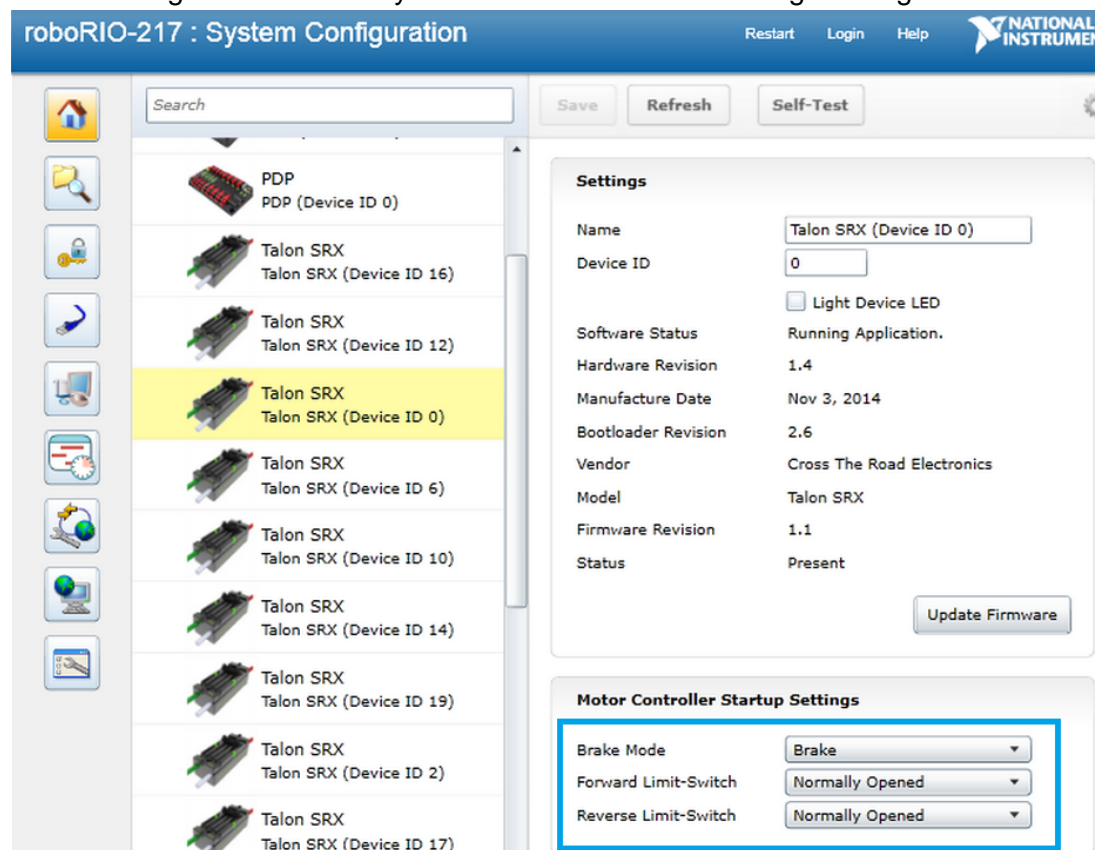 roboRIO-217 : System Configuration
Restart Login Help
NATIONAL
Search
Save Refresh Self-Test
PDP
PDP (Device ID 0)
Talon SRX
Talon SRX (Device ID 16)
Talon SRX
Talon SRX (Device ID 12)
Talon SRX
Talon SRX (Device ID 0)
Talon SRX
Talon SRX (Device ID 6)
Talon SRX
Talon SRX (Device ID 10)
Talon SRX
Talon SRX (Device ID 14)
Talon SRX
Talon SRX (Device ID 19)
Talon SRX
Talon SRX (Device ID 2)
Talon SRX
Talon SRX (Device ID 17)
Settings
Name Talon SRX (Device ID 0)
Device ID 0
Light Device LED
Software Status Running Application.
Hardware Revision 1.4
Manufacture Date Nov 3, 2014
Bootloader Revision 2.6
Vendor Cross The Road Electronics
Model Talon SRX
Firmware Revision 1.1
Status Present
Update Firmware
Motor Controller Startup Settings
Brake Mode Brake
Forward Limit-Switch Normally Opened
Reverse Limit-Switch Normally Opened